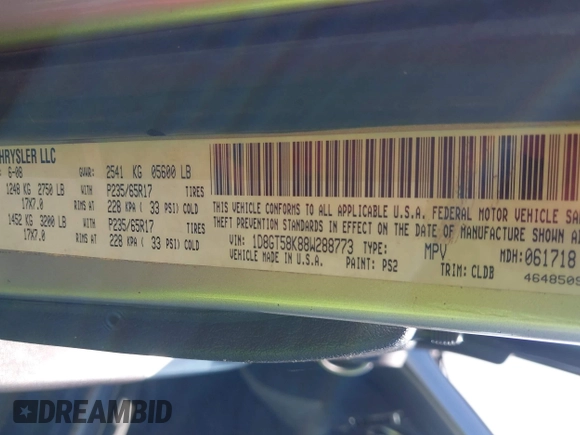 HRYSLER LLC
6-08 GVWR: 2541 KG 05600 LB
1248 KG 2750 LB WITH P235/65R17 TIRES
17X7.0 RIMS AT 228 KPA ( 33 PSI) COLD
1452 KG 3200 LB WITH P235/65R17 TIRES
17X7.0 RIMS AT 228 KPA ( 33 PSI) COLD
THIS VEHICLE CONFORMS TO ALL APPLICABLE U.S.A. FEDERAL MOTOR VEHICLE SA
THEFT PREVENTION STANDARDS IN EFFECT ON THE DATE OF MANUFACTURE SHOWN A
VIN: 1D8GT58K88W288773 TYPE: MPV MDH: 061718
VEHICLE MADE IN U.S.A. PAINT: PS2 TRIM: CLDB
4648509
DREAMBID